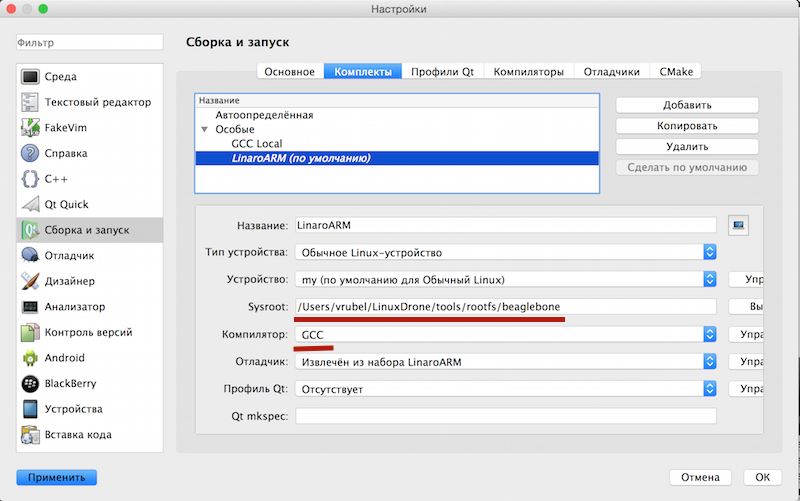 Настройки
Фильтр
Сборка и запуск
Среда
Текстовый редактор
FakeVim
Справка
C++
Qt Quick
Сборка и запуск
Отладчик
Дизайнер
Анализатор
Контроль версий
Android
BlackBerry
Устройства
Вставка кода
Основное Комплекты Профили Qt Компиляторы Отладчики CMake
Название
Автоопределённая
Особые
GCC Local
LinaroARM (по умолчанию)
Добавить
Копировать
Удалить
Сделать по умолчанию
Название: LinaroARM
Тип устройства: Обычное Linux-устройство
Устройство: my (по умолчанию для Обычный Linux) Упр
Sysroot: /Users/vrubel/LinuxDrone/tools/rootfs/beaglebone Вы
Компилятор: GCC Упра
Отладчик: Извлечён из набора LinaroARM Упра
Профиль Qt: Отсутствует Упра
Qt mkspec:
Применить Отмена ОК